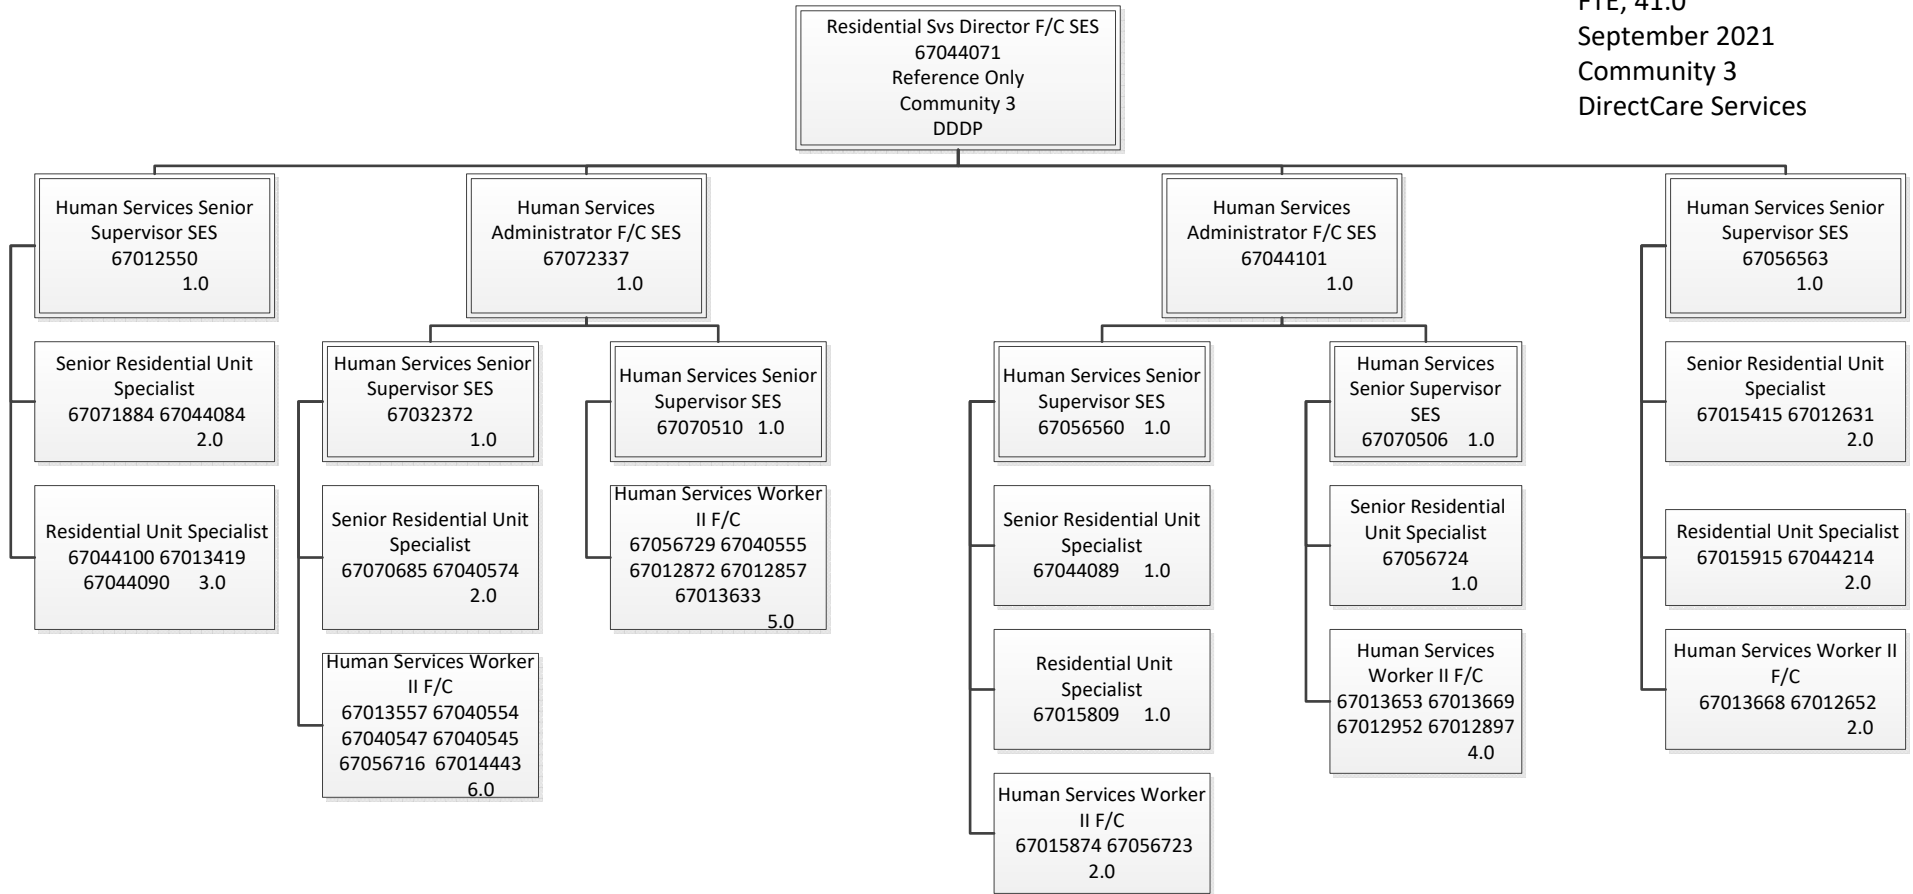 FTE, 41.0
September 2021
Community 3
DirectCare Services
Residential Svs Director F/C SES
67044071
Reference Only
Community 3
DDDP
Human Services Senior
Supervisor SES
67012550
1.0
Senior Residential Unit
Specialist
67071884 67044084
2.0
Residential Unit Specialist
67044100 67013419
67044090 3.0
Human Services
Administrator F/C SES
67072337
1.0
Human Services Senior
Supervisor SES
67032372
1.0
Senior Residential Unit
Specialist
67070685 67040574
2.0
Human Services Worker
II F/C
67013557 67040554
67040547 67040545
67056716 67014443
6.0
Human Services Senior
Supervisor SES
67070510 1.0
Human Services Worker
II F/C
67056729 67040555
67012872 67012857
67013633
5.0
Human Services
Administrator F/C SES
67044101
1.0
Human Services Senior
Supervisor SES
67056560 1.0
Senior Residential Unit
Specialist
67044089 1.0
Residential Unit
Specialist
67015809 1.0
Human Services Worker
II F/C
67015874 67056723
2.0
Human Services
Senior Supervisor
SES
67070506 1.0
Senior Residential
Unit Specialist
67056724
1.0
Human Services
Worker II F/C
67013653 67013669
67012952 67012897
4.0
Human Services Senior
Supervisor SES
67056563
1.0
Senior Residential Unit
Specialist
67015415 67012631
2.0
Residential Unit Specialist
67015915 67044214
2.0
Human Services Worker II
F/C
67013668 67012652
2.0